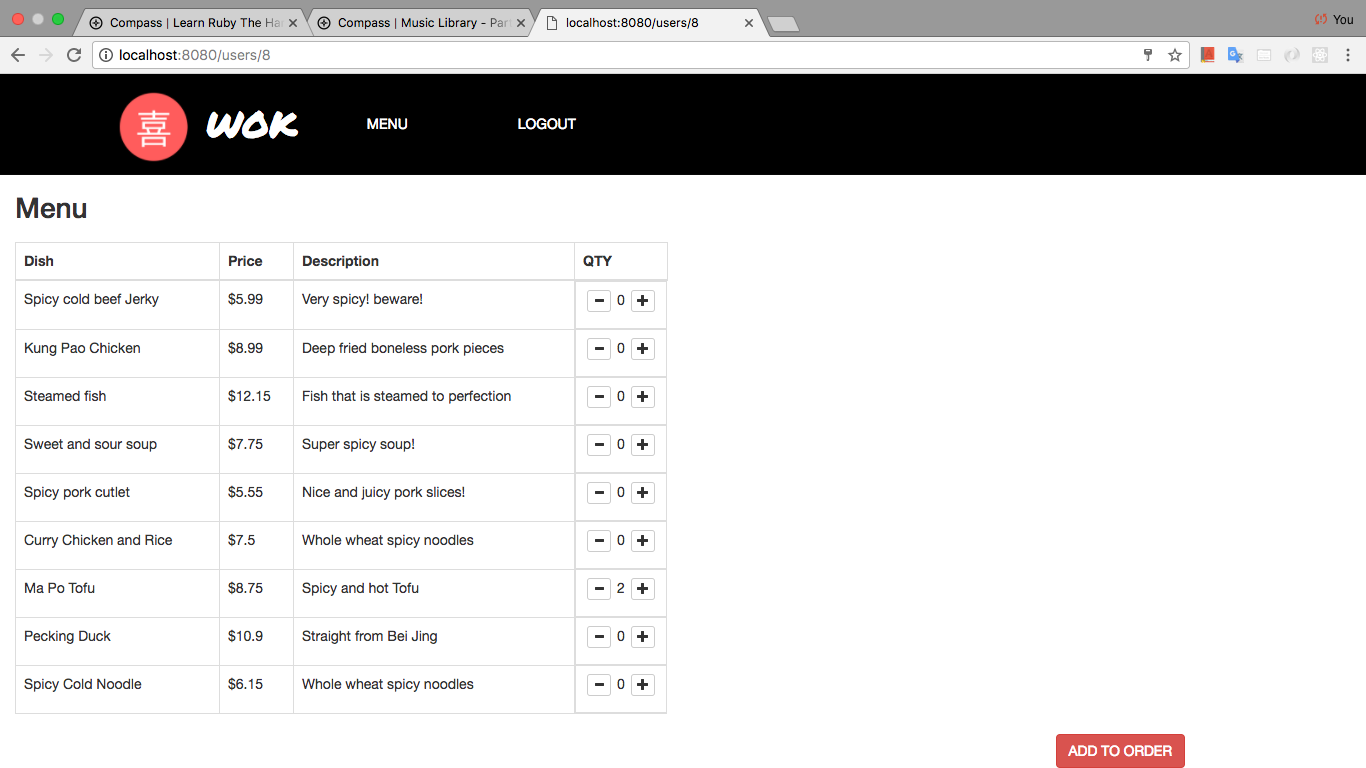 Compass | Learn Ruby The Ha
Compass | Music Library - Part
localhost:8080/users/8
You
localhost:8080/users/8
喜 WOK MENU LOGOUT
Menu
Dish Price Description QTY
Spicy cold beef Jerky $5.99 Very spicy! beware! 0
Kung Pao Chicken $8.99 Deep fried boneless pork pieces 0
Steamed fish $12.15 Fish that is steamed to perfection 0
Sweet and sour soup $7.75 Super spicy soup! 0
Spicy pork cutlet $5.55 Nice and juicy pork slices! 0
Curry Chicken and Rice $7.5 Whole wheat spicy noodles 0
Ma Po Tofu $8.75 Spicy and hot Tofu 2
Pecking Duck $10.9 Straight from Bei Jing 0
Spicy Cold Noodle $6.15 Whole wheat spicy noodles 0
ADD TO ORDER